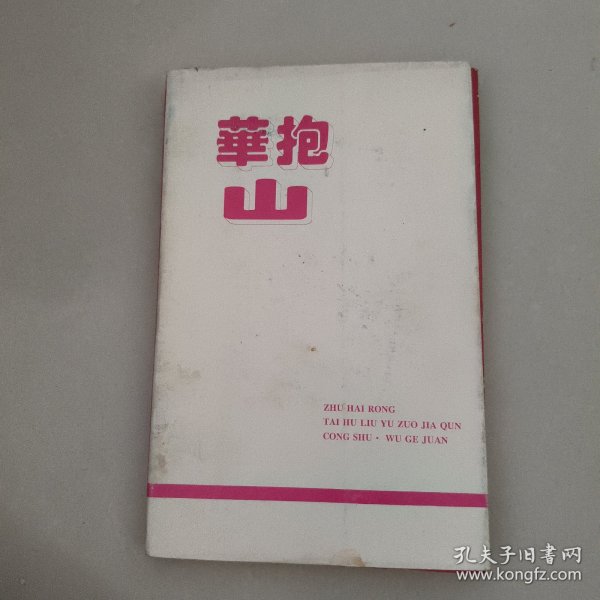 華抱
山
ZHU HAI RONG
TAI HU LIU YU ZUO JIA QUN
CONG SHU · WU GE JUAN
孔夫子旧书网
www.kongfz.com